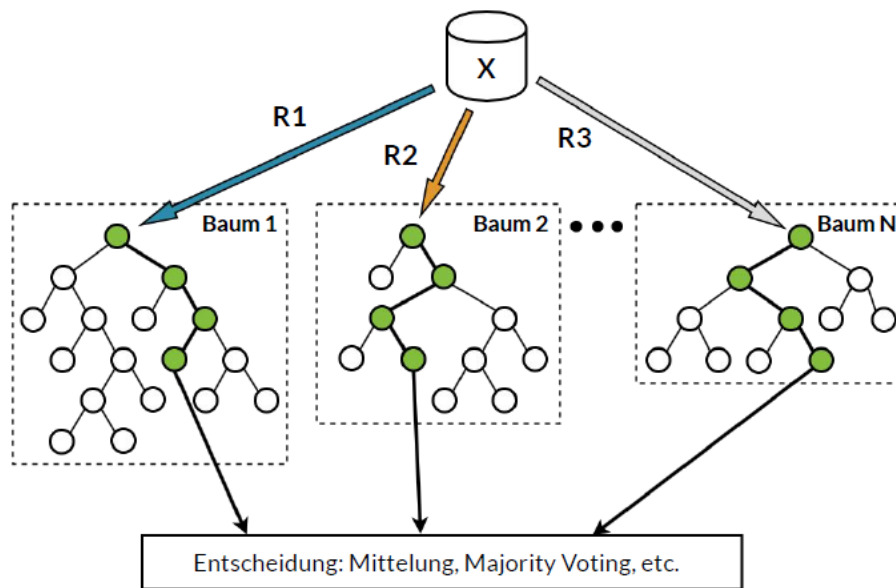 X
R1
R2
R3
Baum 1
Baum 2
Baum N
Entscheidung: Mittelung, Majority Voting, etc.